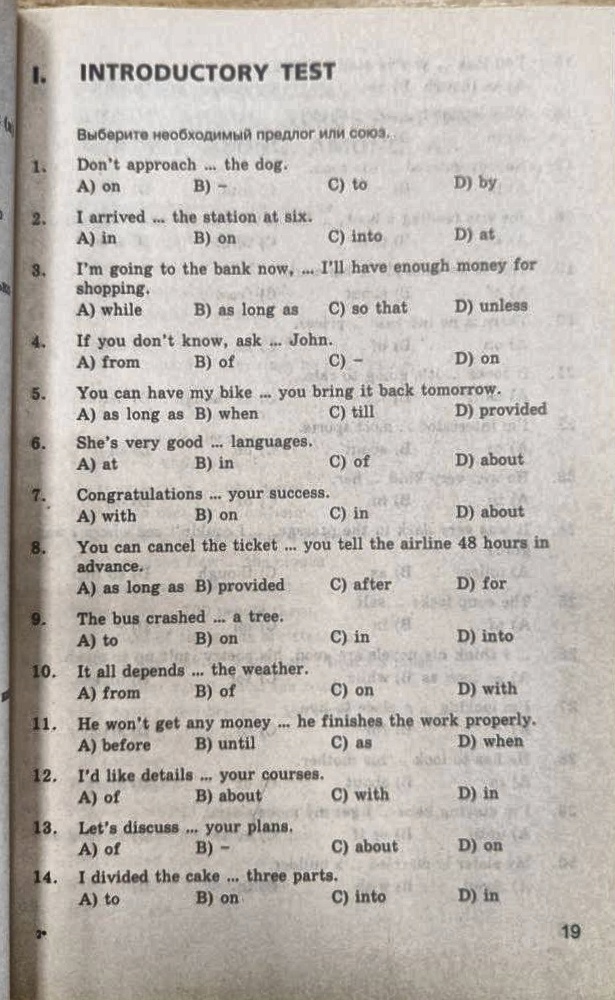 I. INTRODUCTORY TEST
Выберите необходимый предлог или союз.
1. Don't approach ... the dog.
A) on B) – C) to D) by
2. I arrived ... the station at six.
A) in B) on C) into D) at
3. I'm going to the bank now, ... I'll have enough money for
shopping.
A) while B) as long as C) so that D) unless
4. If you don't know, ask ... John.
A) from B) of C) – D) on
5. You can have my bike ... you bring it back tomorrow.
A) as long as B) when C) till D) provided
6. She's very good ... languages.
A) at B) in C) of D) about
7. Congratulations ... your success.
A) with B) on C) in D) about
8. You can cancel the ticket ... you tell the airline 48 hours in
advance.
A) as long as B) provided C) after D) for
9. The bus crashed ... a tree.
A) to B) on C) in D) into
10. It all depends ... the weather.
A) from B) of C) on D) with
11. He won't get any money ... he finishes the work properly.
A) before B) until C) as D) when
12. I'd like details ... your courses.
A) of B) about C) with D) in
13. Let's discuss ... your plans.
A) of B) – C) about D) on
14. I divided the cake ... three parts.
A) to B) on C) into D) in
2* 19